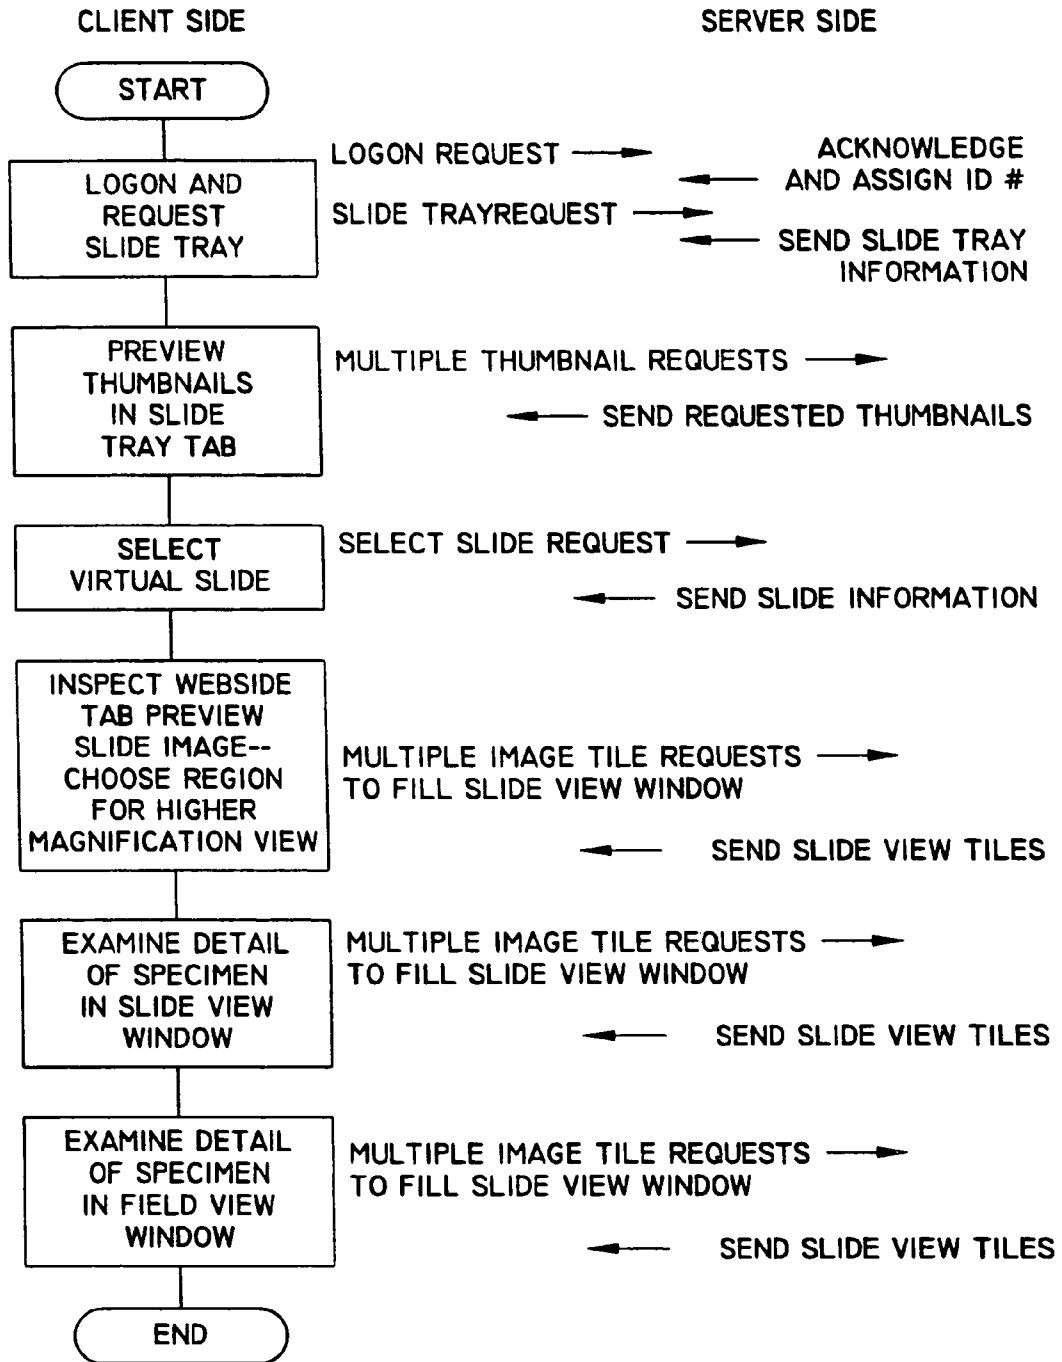 CLIENT SIDE
SERVER SIDE
START
LOGON AND
REQUEST
SLIDE TRAY
LOGON REQUEST
ACKNOWLEDGE
AND ASSIGN ID #
SLIDE TRAYREQUEST
SEND SLIDE TRAY
INFORMATION
PREVIEW
THUMBNAILS
IN SLIDE
TRAY TAB
MULTIPLE THUMBNAIL REQUESTS
SEND REQUESTED THUMBNAILS
SELECT
VIRTUAL SLIDE
SELECT SLIDE REQUEST
SEND SLIDE INFORMATION
INSPECT WEBSIDE
TAB PREVIEW
SLIDE IMAGE--
CHOOSE REGION
FOR HIGHER
MAGNIFICATION VIEW
MULTIPLE IMAGE TILE REQUESTS
TO FILL SLIDE VIEW WINDOW
SEND SLIDE VIEW TILES
EXAMINE DETAIL
OF SPECIMEN
IN SLIDE VIEW
WINDOW
MULTIPLE IMAGE TILE REQUESTS
TO FILL SLIDE VIEW WINDOW
SEND SLIDE VIEW TILES
EXAMINE DETAIL
OF SPECIMEN
IN FIELD VIEW
WINDOW
MULTIPLE IMAGE TILE REQUESTS
TO FILL SLIDE VIEW WINDOW
SEND SLIDE VIEW TILES
END